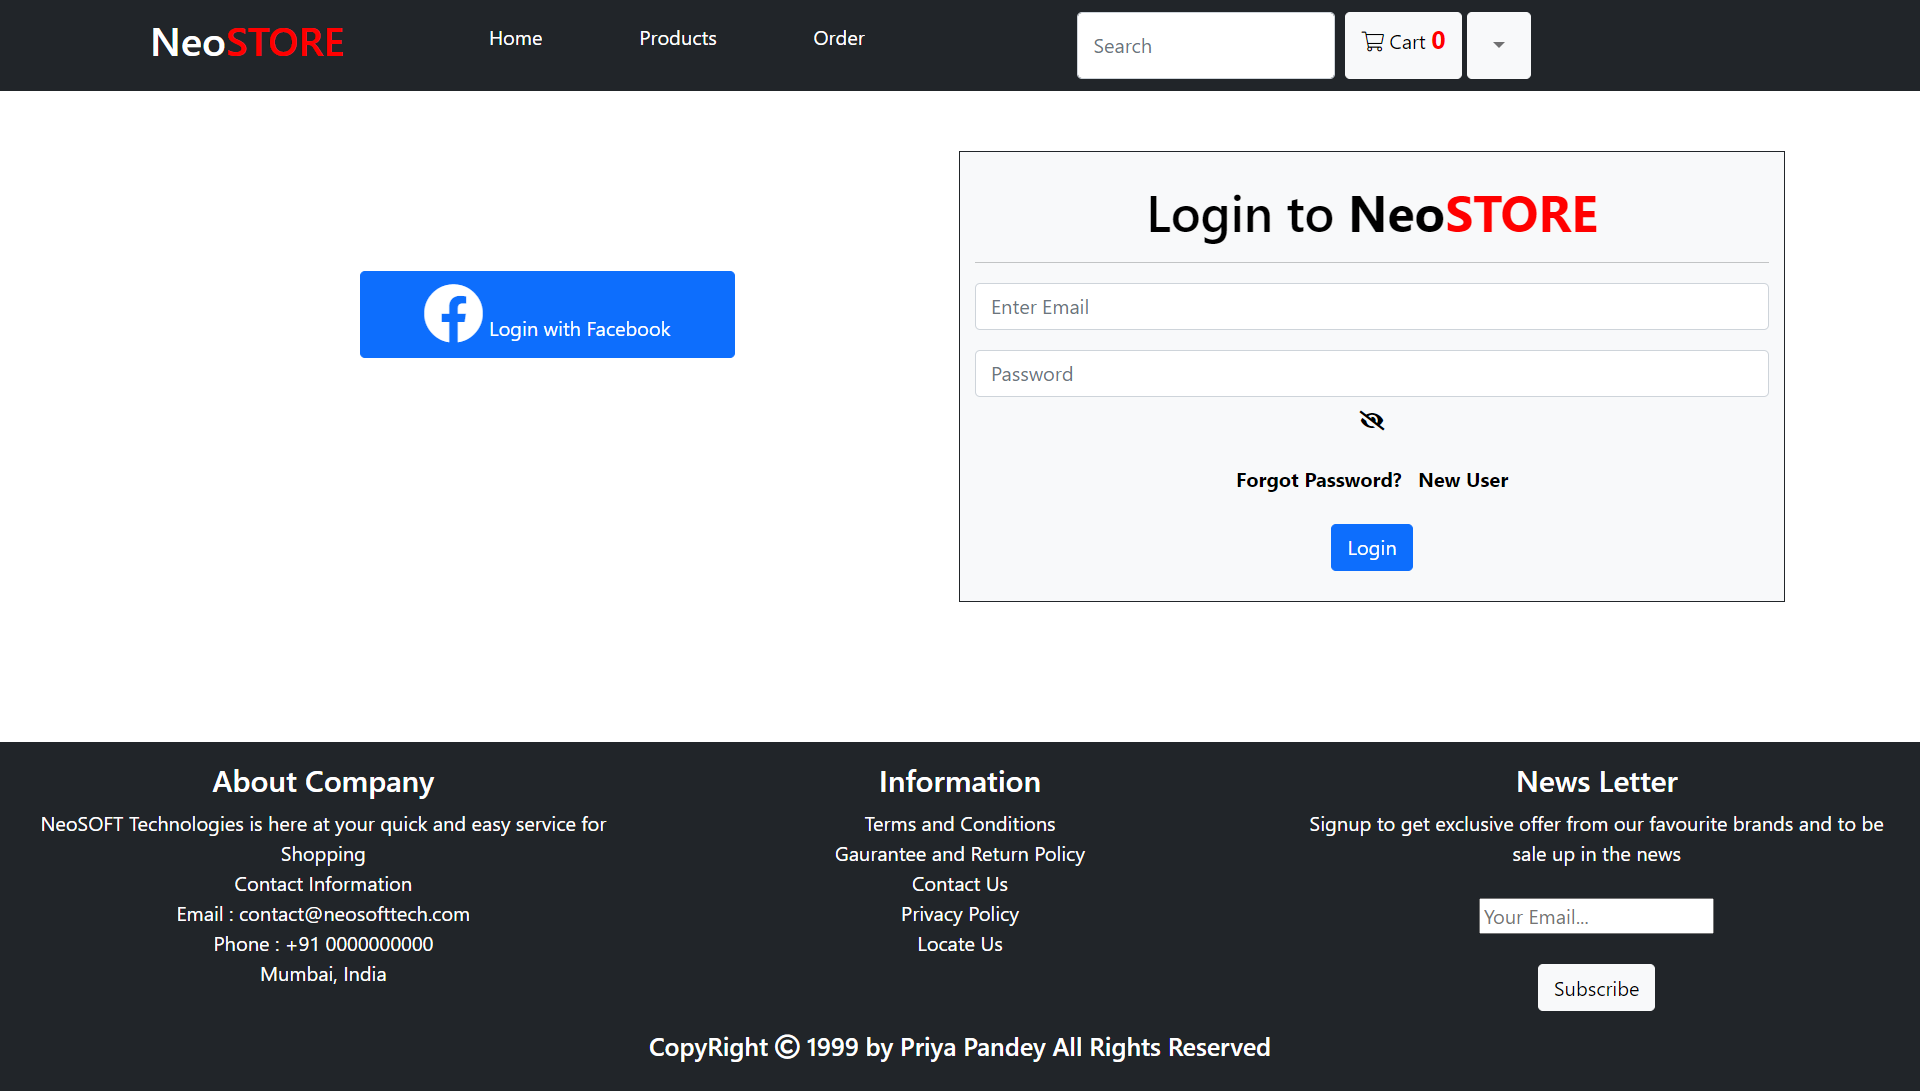 NeoSTORE
Home
Products
Order
Search
Cart 0
Login with Facebook
Login to NeoSTORE
Enter Email
Password
Forgot Password? New User
Login
About Company
NeoSOFT Technologies is here at your quick and easy service for
Shopping
Contact Information
Email : contact@neosofttech.com
Phone : +91 0000000000
Mumbai, India
Information
Terms and Conditions
Gaurantee and Return Policy
Contact Us
Privacy Policy
Locate Us
News Letter
Signup to get exclusive offer from our favourite brands and to be
sale up in the news
Your Email...
Subscribe
CopyRight © 1999 by Priya Pandey All Rights Reserved